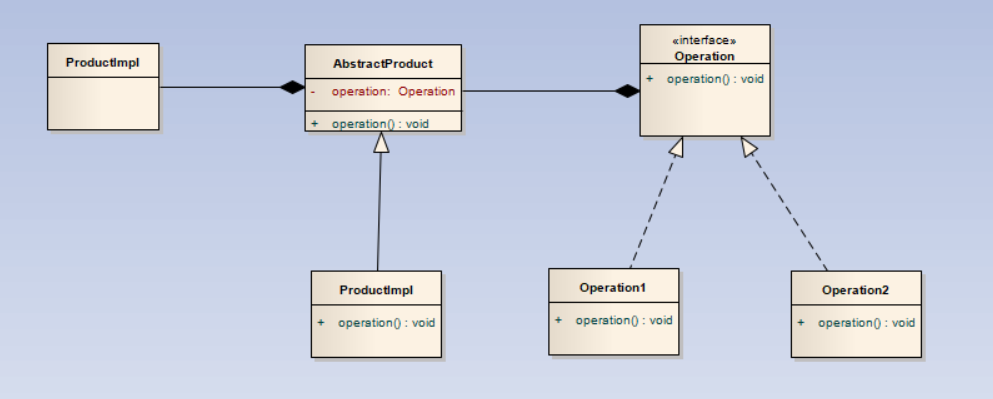 ProductImpl
AbstractProduct
- operation: Operation
+ operation() : void
«interface»
Operation
+ operation() : void
ProductImpl
+ operation() : void
Operation1
+ operation() : void
Operation2
+ operation() : void